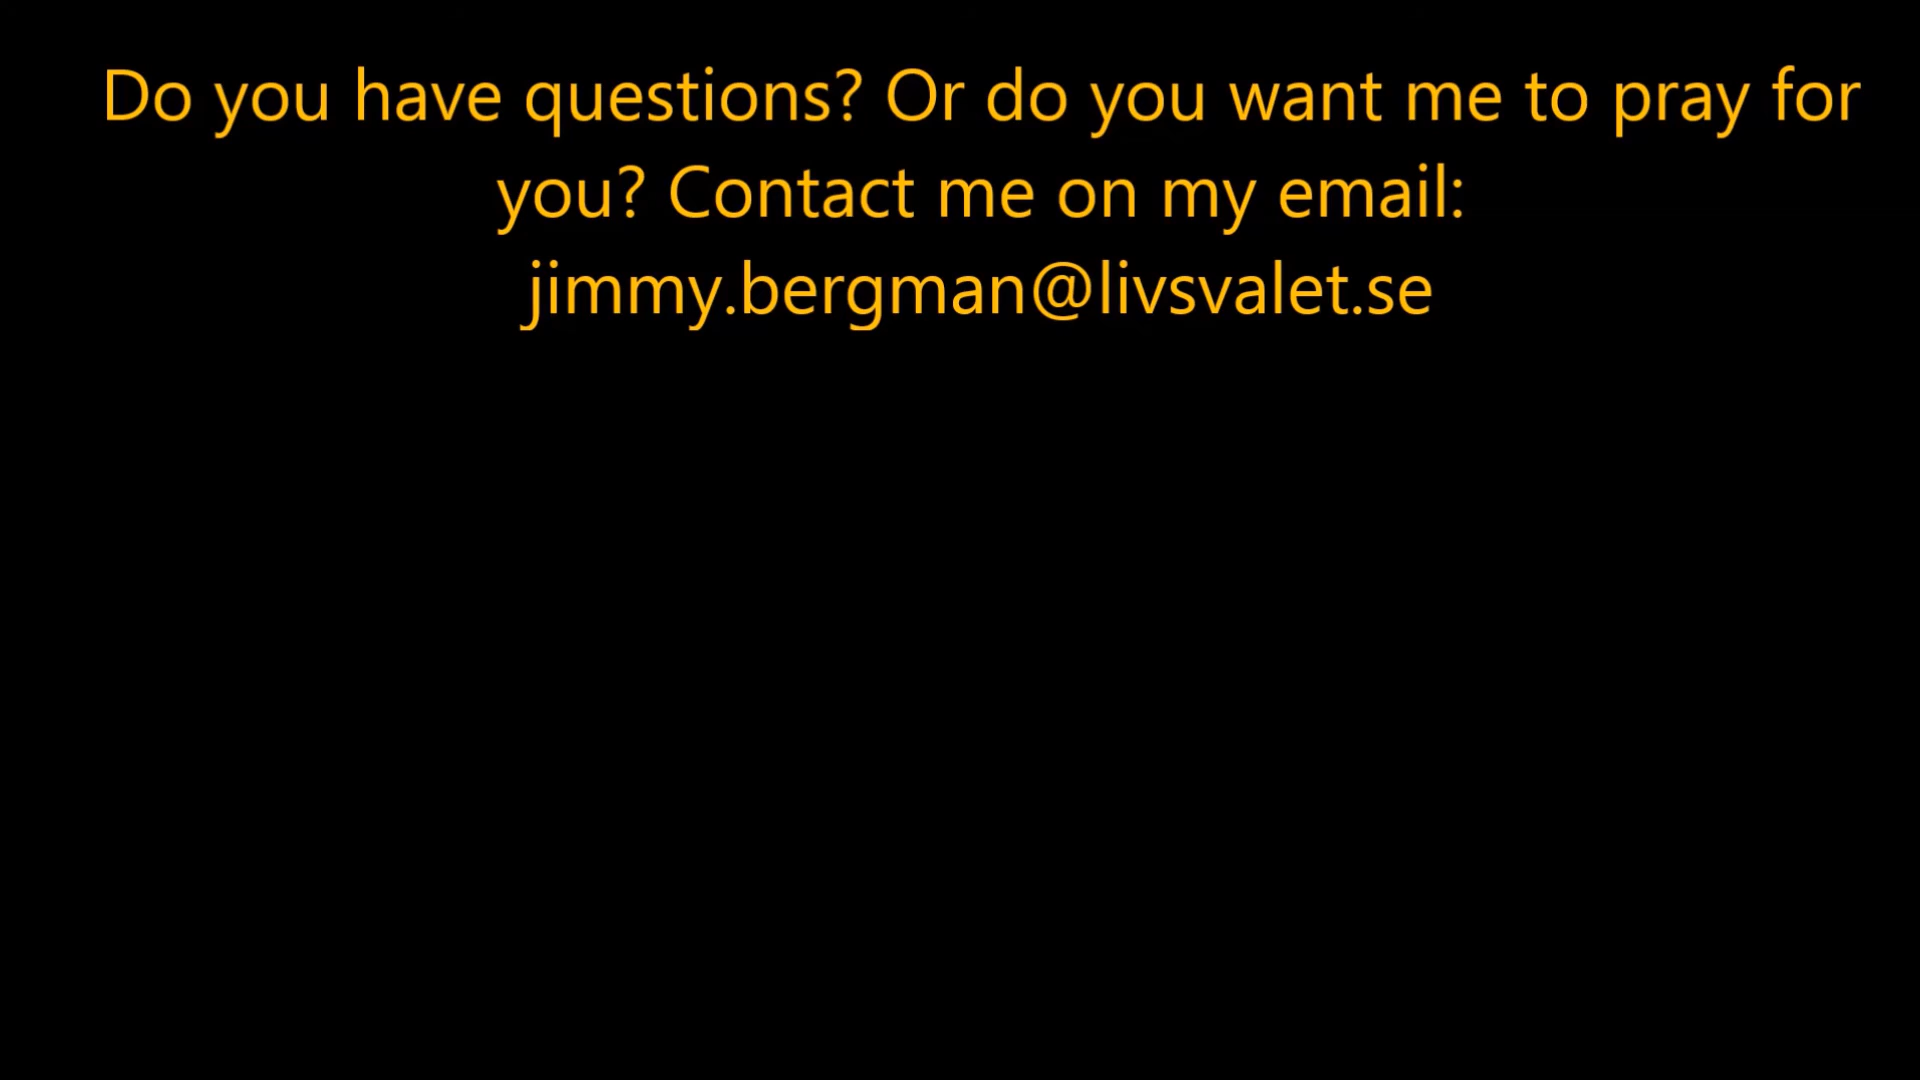 Do you have questions? Or do you want me to pray for
you? Contact me on my email:
jimmy.bergman@livsvalet.se